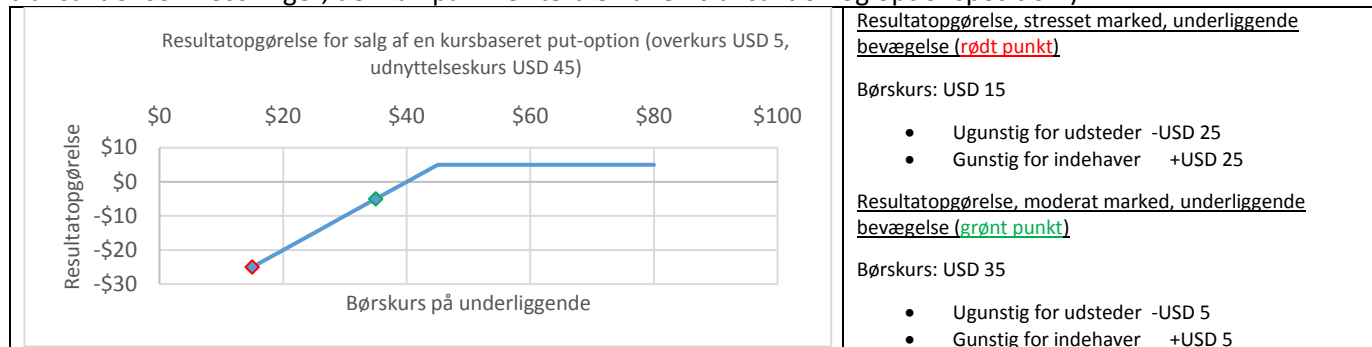 Resultatopgørelse for salg af en kursbaseret put-option (overkurs USD 5,
udnyttelseskurs USD 45)
$0 $20 $40 $60 $80 $100
$10
$0
-$10
-$20
-$30
Resultatopgørelse
Børskurs på underliggende
Resultatopgørelse, stresset marked, underliggende
bevægelse (rødt punkt)
Børskurs: USD 15
• Ugunstig for udsteder -USD 25
• Gunstig for indehaver +USD 25
Resultatopgørelse, moderat marked, underliggende
bevægelse (grønt punkt)
Børskurs: USD 35
• Ugunstig for udsteder -USD 5
• Gunstig for indehaver +USD 5